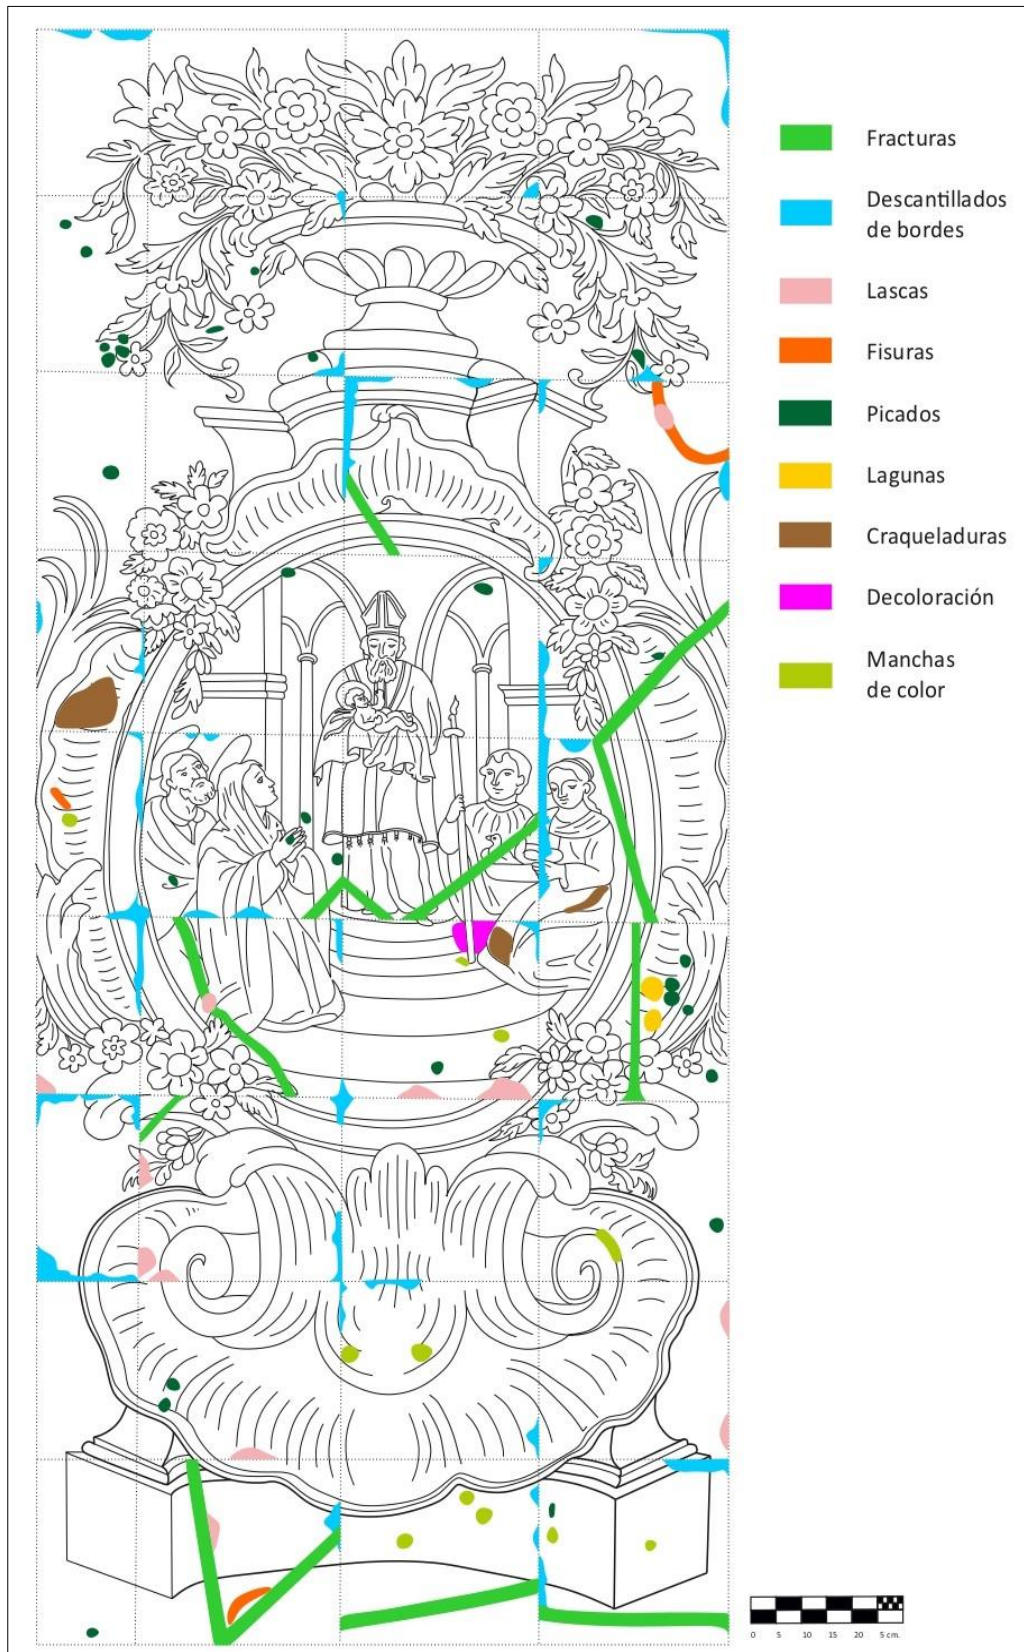 Fracturas
Descantillados
de bordes
Lascas
Fisuras
Picados
Lagunas
Craqueladuras
Decoloración
Manchas
de color
0 5 10 15 20 5 cm.